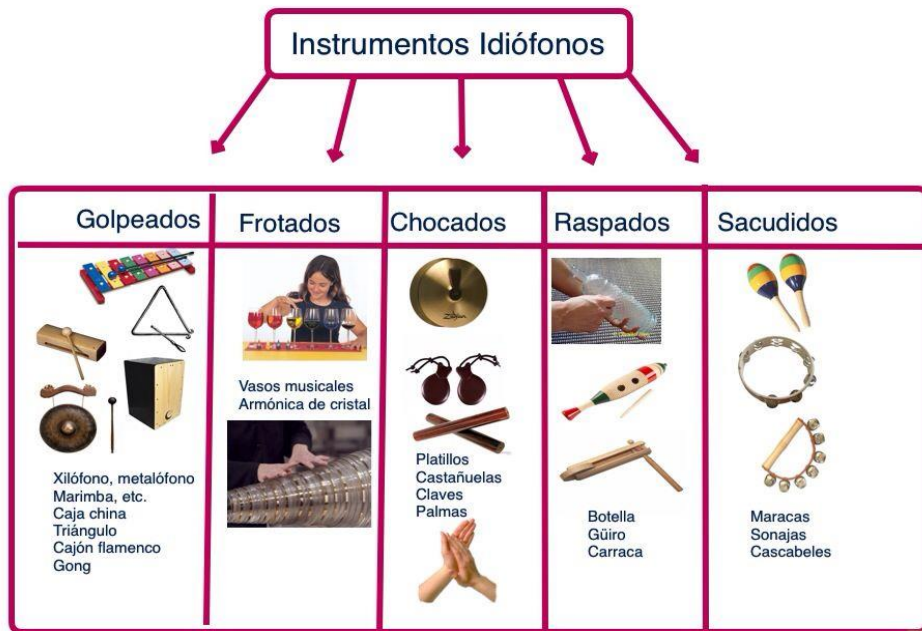 Instrumentos Idiófonos
Golpeados
Xilófono, metalófono
Marimba, etc.
Caja china
Triángulo
Cajón flamenco
Gong
Frotados
Vasos musicales
Armónica de cristal
Chocados
Zildjian
Platillos
Castañuelas
Claves
Palmas
Raspados
Botella
Güiro
Carraca
Sacudidos
Maracas
Sonajas
Cascabeles